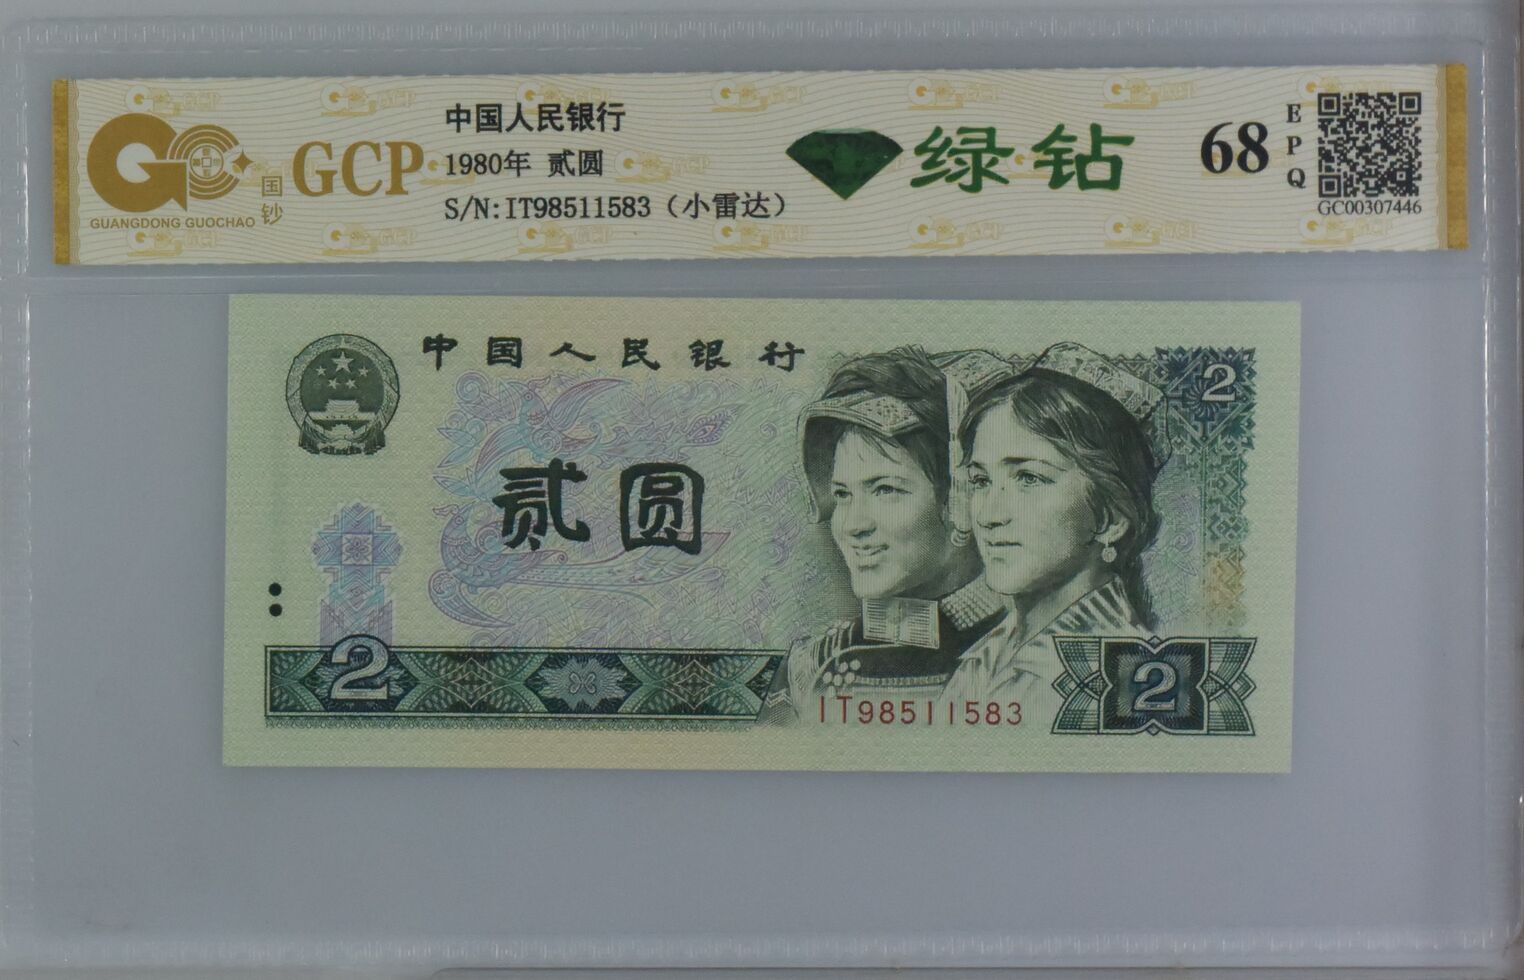 中国人民银行
1980年 贰圆
S/N:IT98511583（小雷达）
GCP
国钞
GUANGDONG GUOCHAO
绿钻
68
EPQ
GC00307446
中国人民银行
2
贰圆
2
2
IT98511583